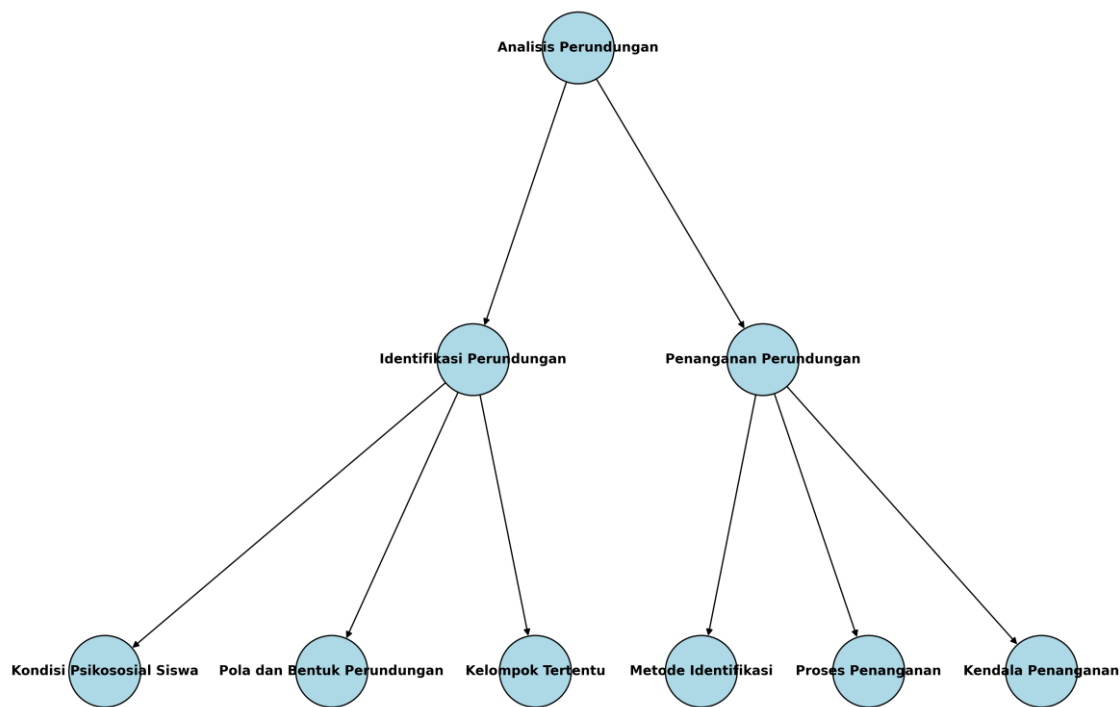 Analisis Perundungan
Identifikasi Perundungan
Penanganan Perundungan
Kondisi Psikososial Siswa
Pola dan Bentuk Perundungan
Kelompok Tertentu
Metode Identifikasi
Proses Penanganan
Kendala Penanganan